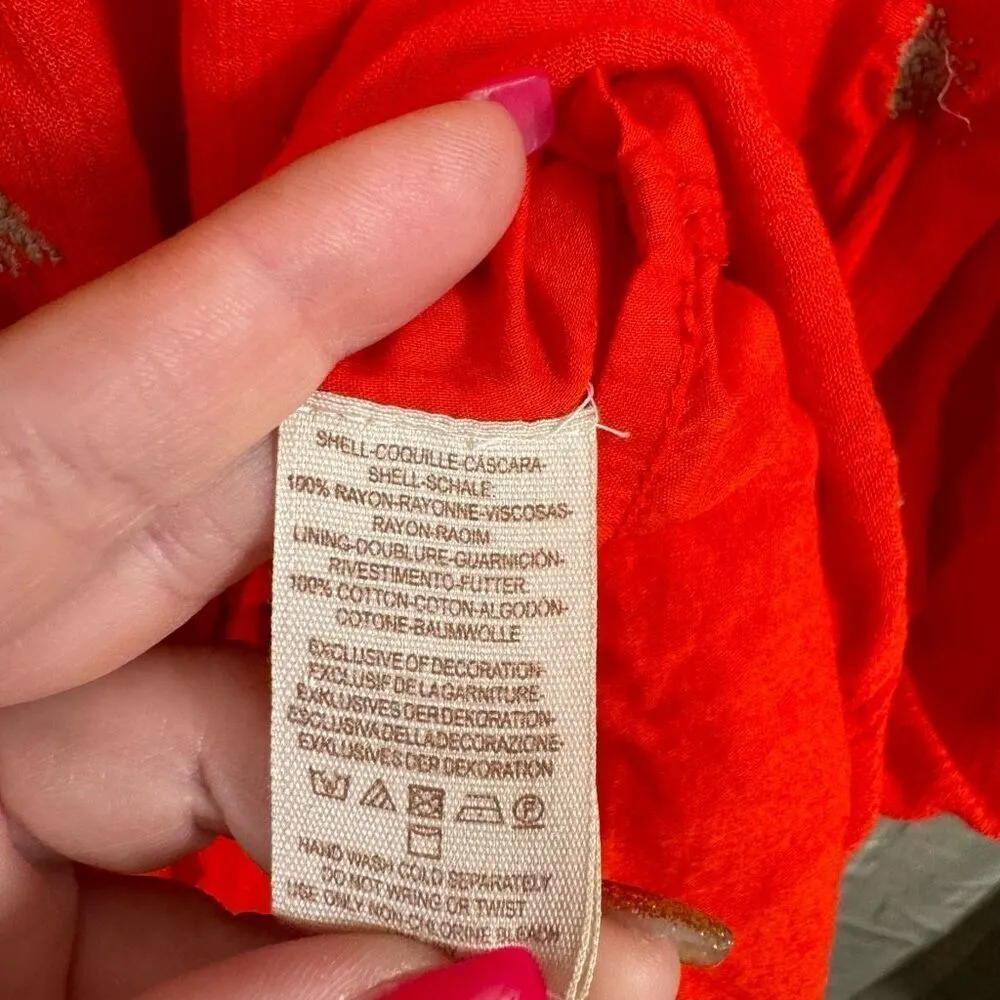 SHELL-COQUILLE-CÁSCARA-
SHELL-SCHALE:
100% RAYON-RAYONNE-VISCOSAS-
RAYON-RAOIM
LINING-DOUBLURE-GUARNICIÓN-
RIVESTIMENTO-FUTTER
100% COTTON-COTON-ALGODÓN-
COTONE-BAUMWOLLE
EXCLUSIVE OF DECORATION-
EXCLUSIF DE LA GARNITURE-
EXKLUSIVES DER DEKORATION-
ESCLUSIVA DELLA DECORAZIONE-
EXKLUSIVES DER DEKORATION
F
HAND WASH COLD SEPARATELY
DO NOT WRING OR TWIST
USE ONLY NON-CHLORINE BLEACH